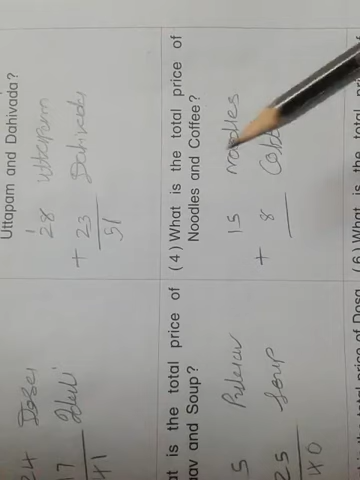 Uttapam and Dahivada?
28 Uttapam
+ 23 Dahivada
51
(4) What is the total price of
Noodles and Coffee?
15 Noodles
+ 8
24 Dosa
17 Idli
41
at is the total price of
av and Soup?
5 Pulav
25 Soup
40
(6) What is the total pri